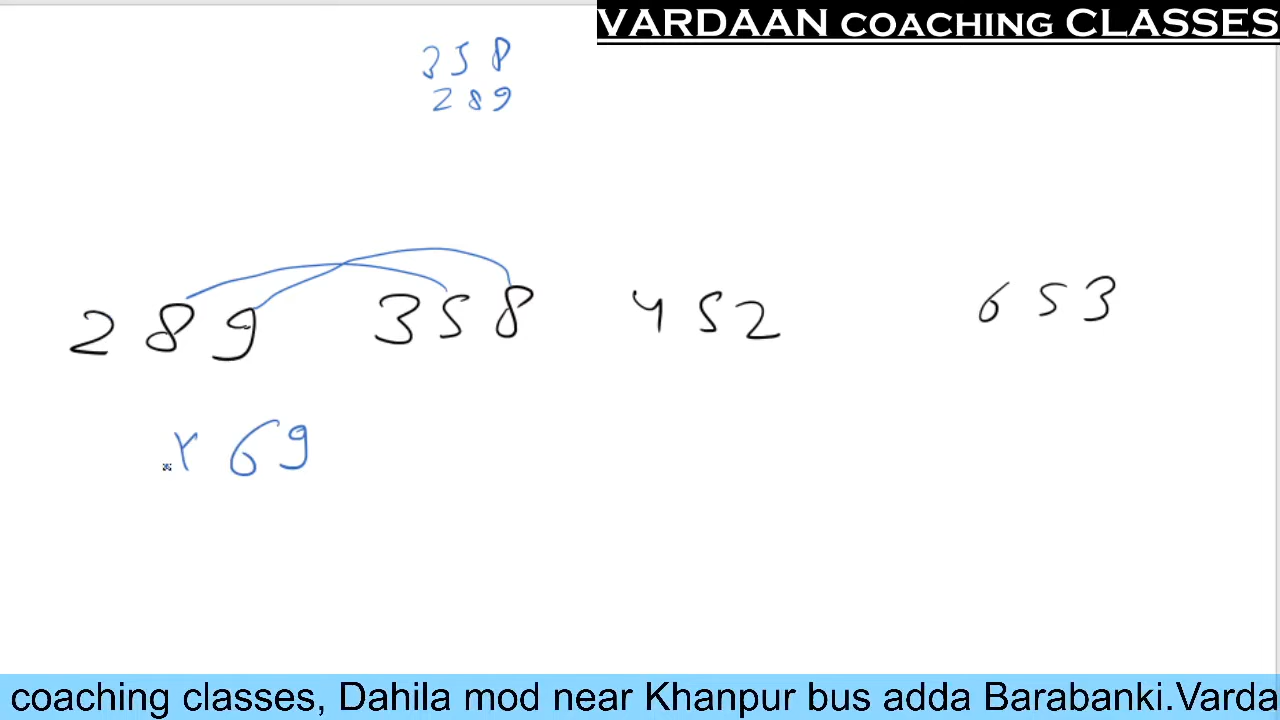 VARDAAN COACHING CLASSES
358
289
289 358 452 653
+69
coaching classes, Dahila mod near Khanpur bus adda Barabanki.Varda